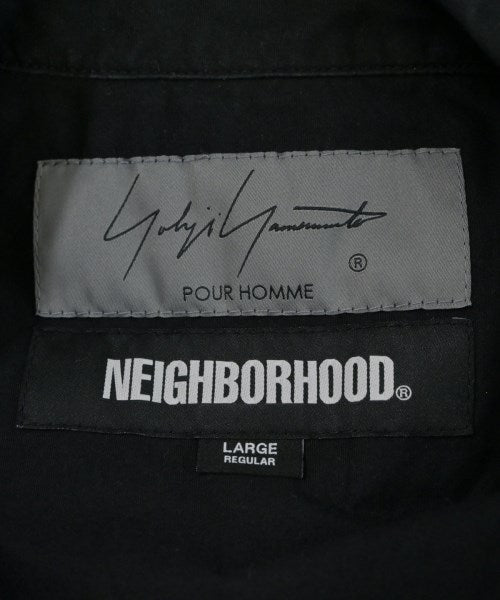 Yohji Yamamoto
®
POUR HOMME
NEIGHBORHOOD®
LARGE
REGULAR